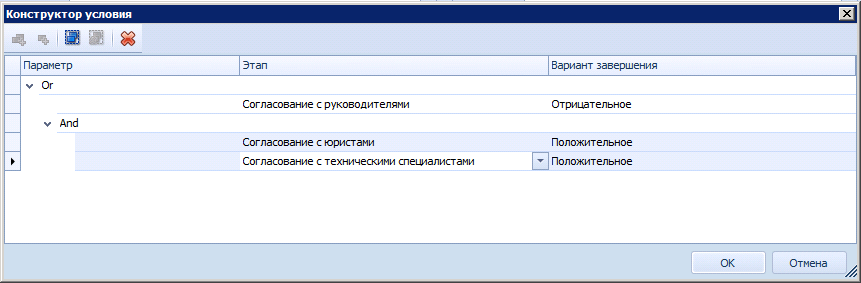 Конструктор условия
Параметр Этап Вариант завершения
Or
Согласование с руководителями Отрицательное
And
Согласование с юристами Положительное
Согласование с техническими специалистами Положительное
OK Отмена